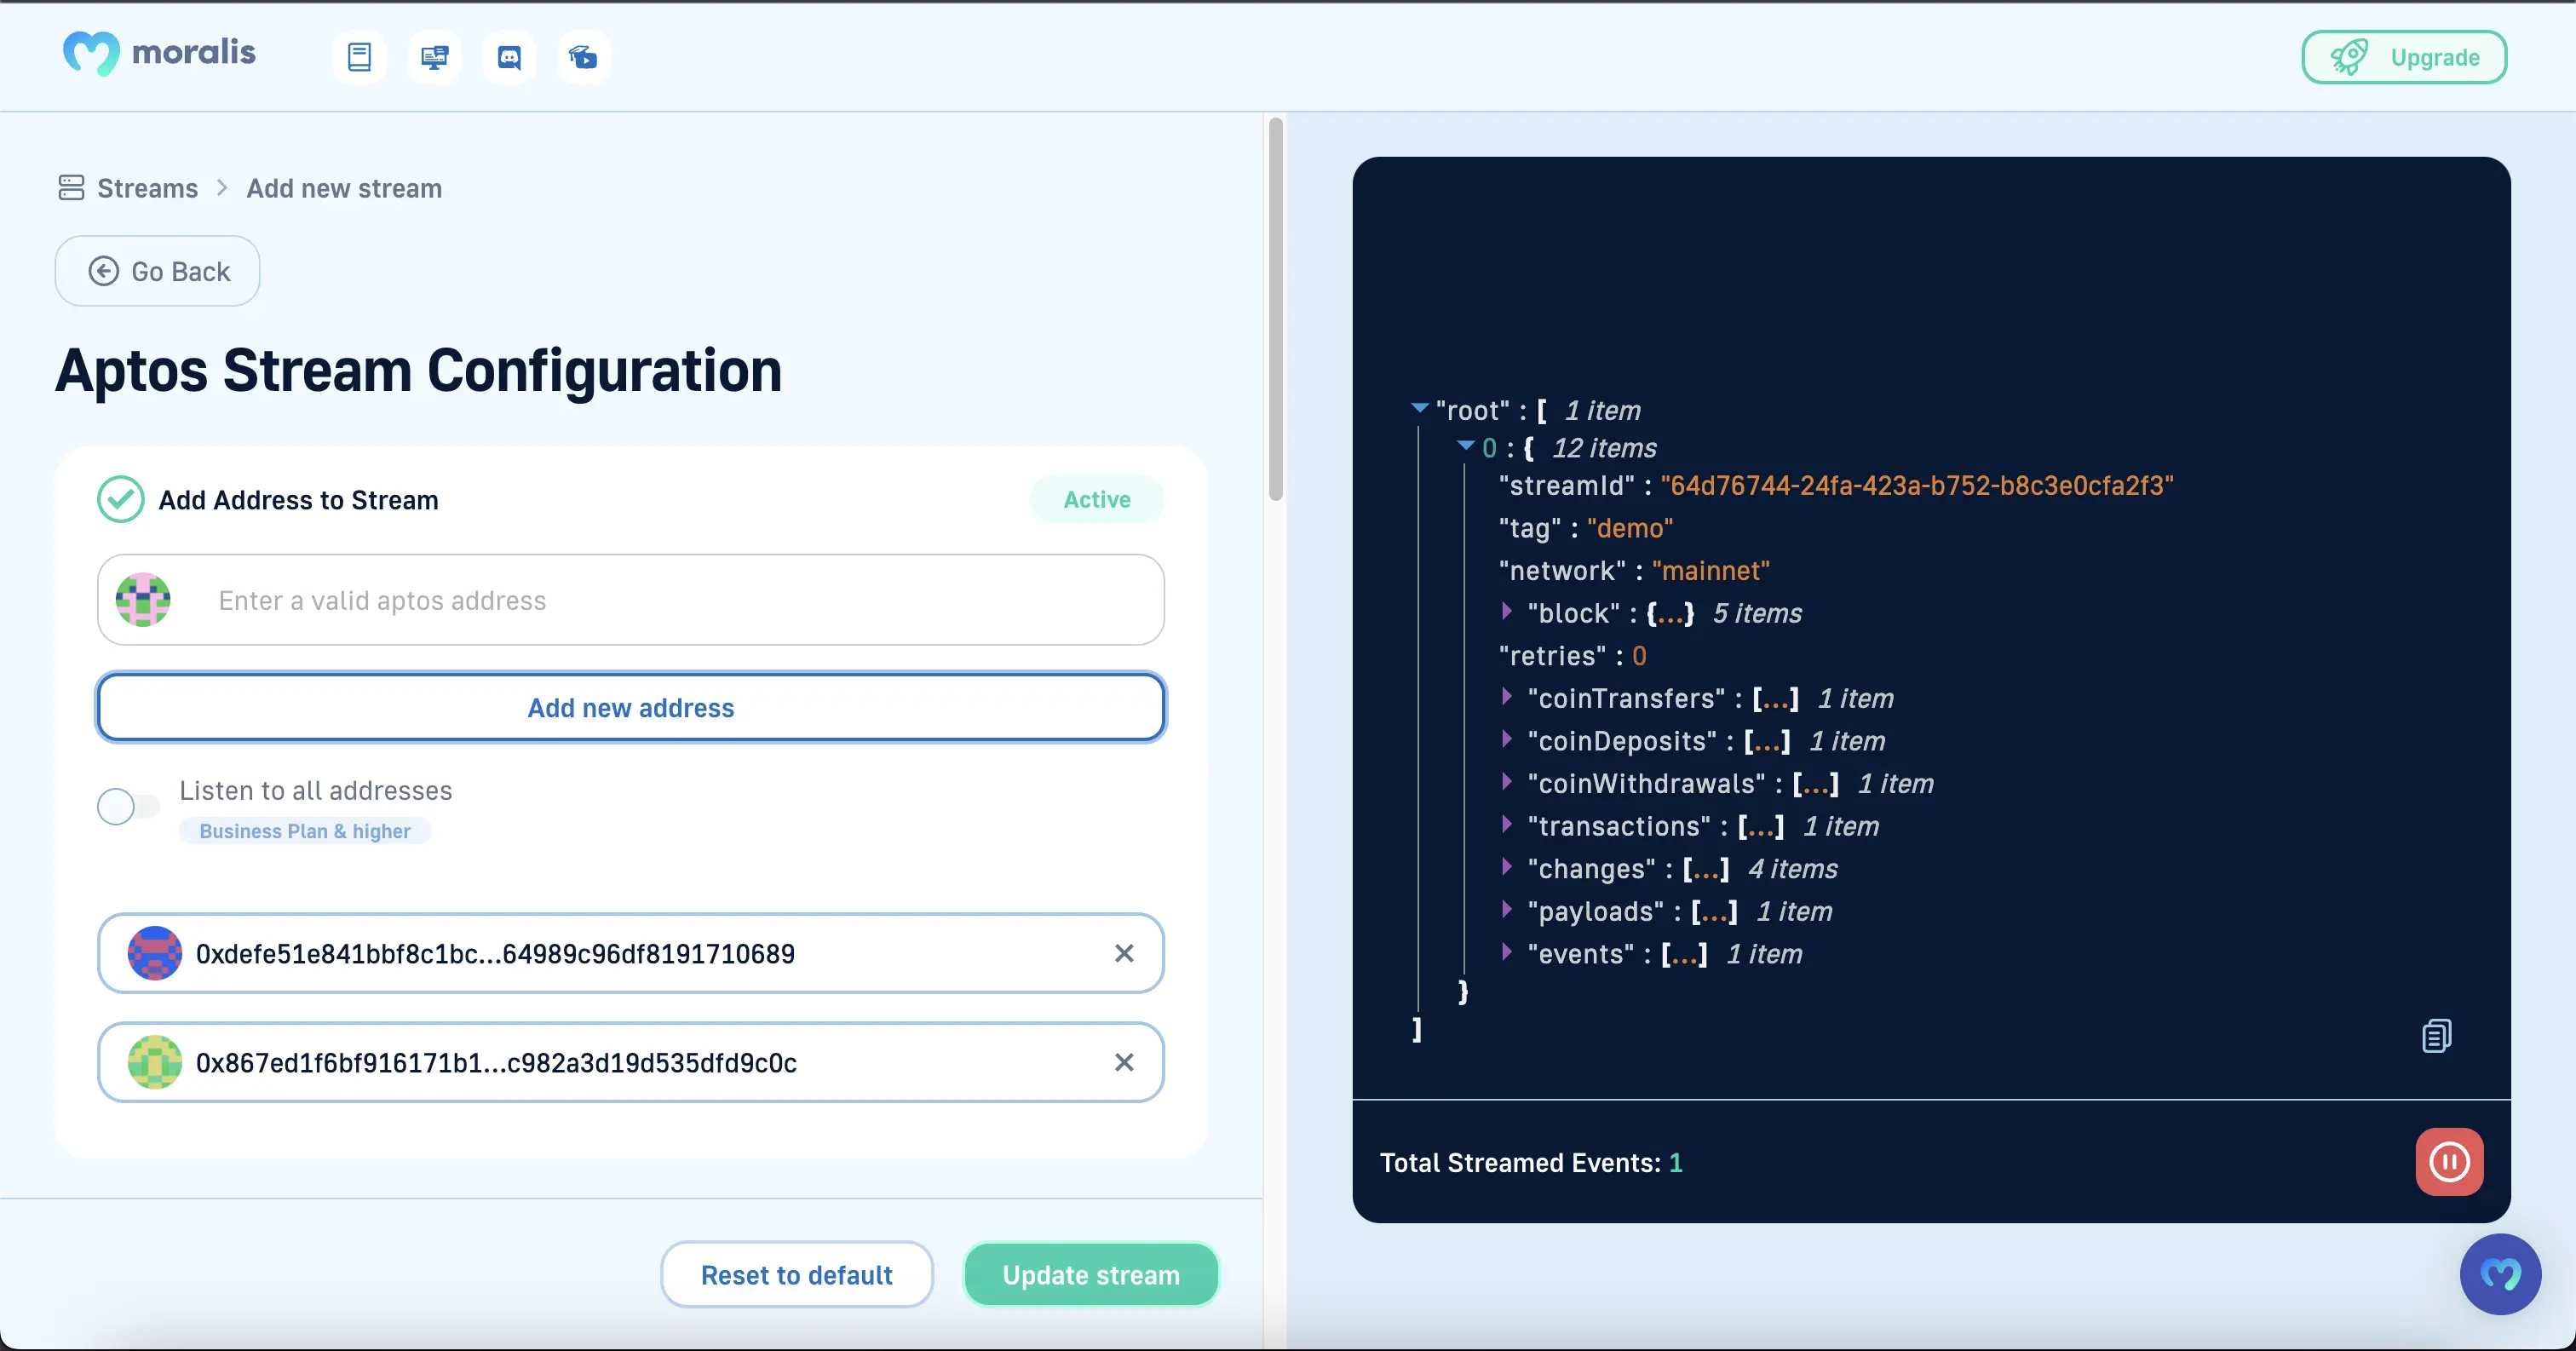 moralis
Upgrade
Streams > Add new stream
Go Back
Aptos Stream Configuration
Add Address to Stream
Active
Enter a valid aptos address
Add new address
Listen to all addresses
Business Plan & higher
0xdefe51e841bbf8c1bc...64989c96df8191710689
0x867ed1f6bf916171b1...c982a3d19d535dfd9c0c
Reset to default
Update stream
"root" : [ 1 item
0 : { 12 items
"streamId" : "64d76744-24fa-423a-b752-b8c3e0cfa2f3"
"tag" : "demo"
"network" : "mainnet"
"block" : {...} 5 items
"retries" : 0
"coinTransfers" : [...] 1 item
"coinDeposits" : [...] 1 item
"coinWithdrawals" : [...] 1 item
"transactions" : [...] 1 item
"changes" : [...] 4 items
"payloads" : [...] 1 item
"events" : [...] 1 item
}
]
Total Streamed Events: 1